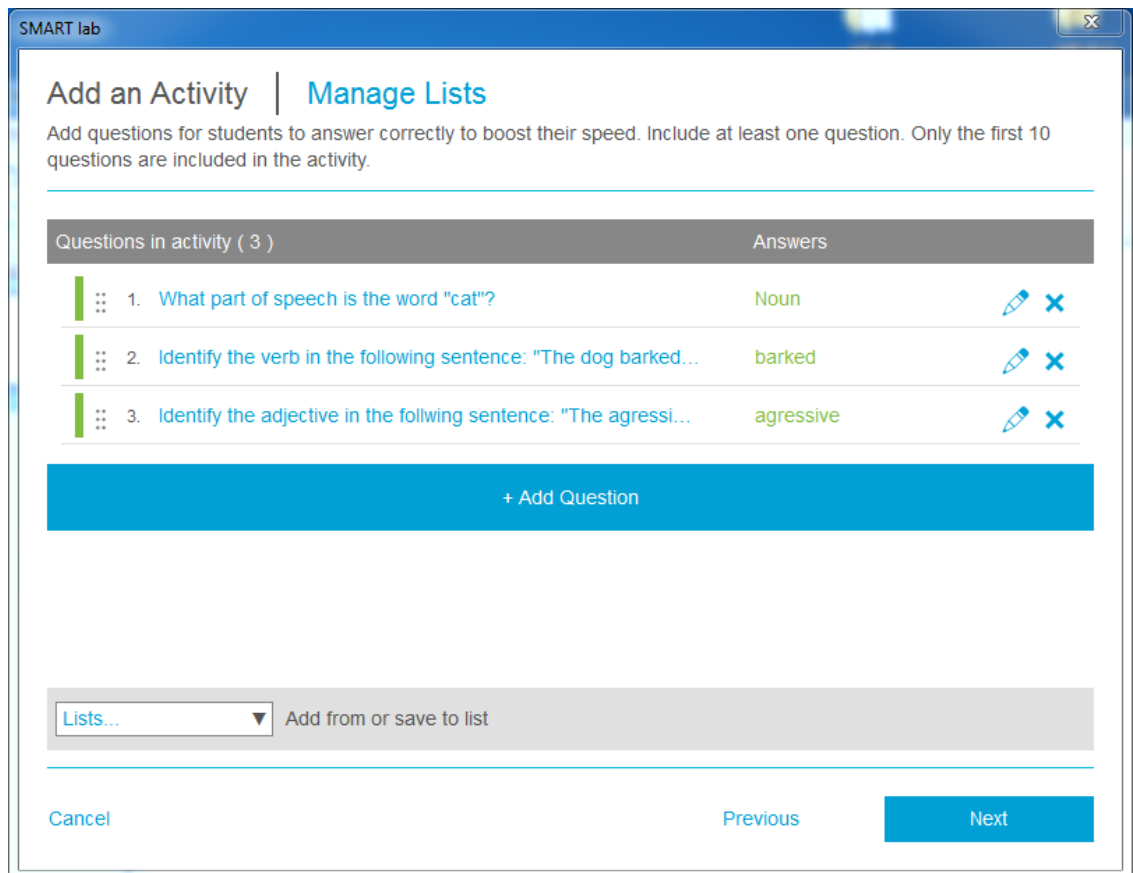 SMART lab
Add an Activity | Manage Lists
Add questions for students to answer correctly to boost their speed. Include at least one question. Only the first 10
questions are included in the activity.
Questions in activity ( 3 ) Answers
1. What part of speech is the word "cat"? Noun
2. Identify the verb in the following sentence: "The dog barked... barked
3. Identify the adjective in the follwing sentence: "The agressi... agressive
+ Add Question
Lists... Add from or save to list
Cancel Previous Next